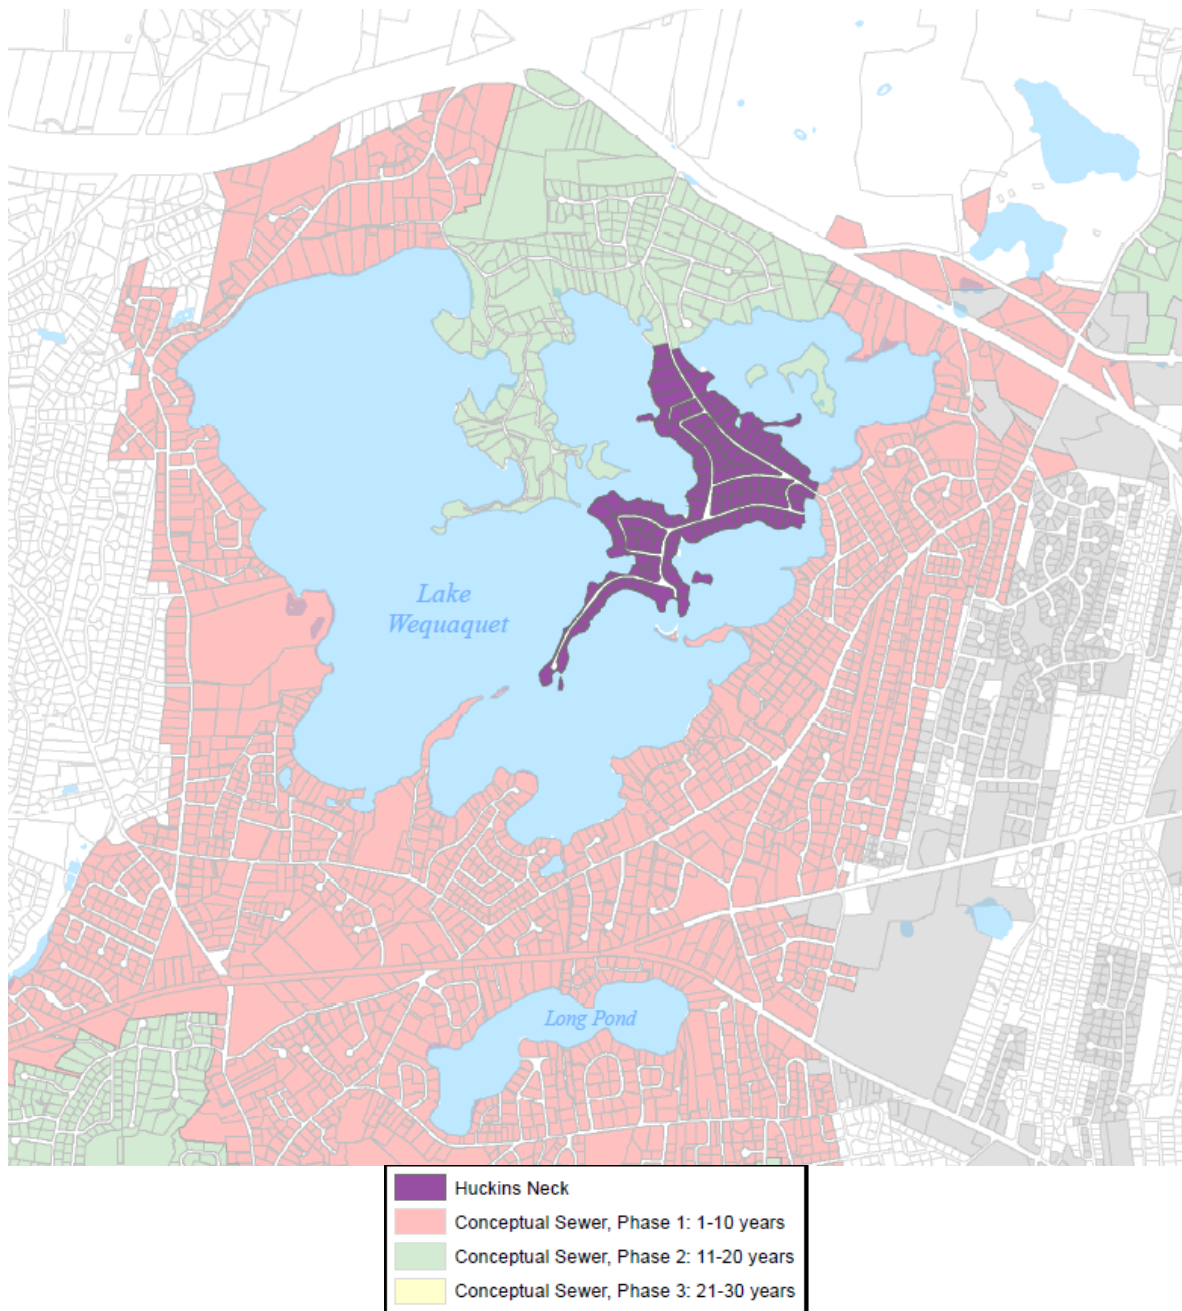 Lake
Wequaquet
Long Pond
Huckins Neck
Conceptual Sewer, Phase 1: 1-10 years
Conceptual Sewer, Phase 2: 11-20 years
Conceptual Sewer, Phase 3: 21-30 years